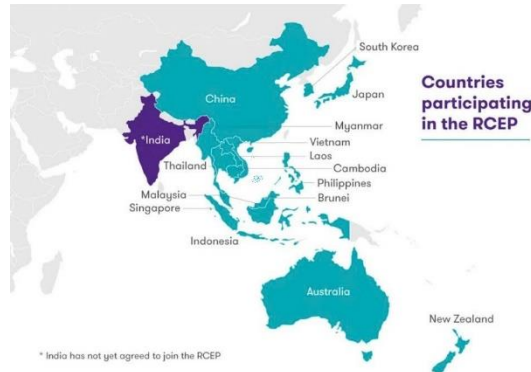 South Korea
Countries
participating
in the RCEP
China
Japan
Myanmar
*India
Vietnam
Laos
Thailand
Cambodia
Philippines
Malaysia
Brunei
Singapore
Indonesia
Australia
New Zealand
* India has not yet agreed to join the RCEP